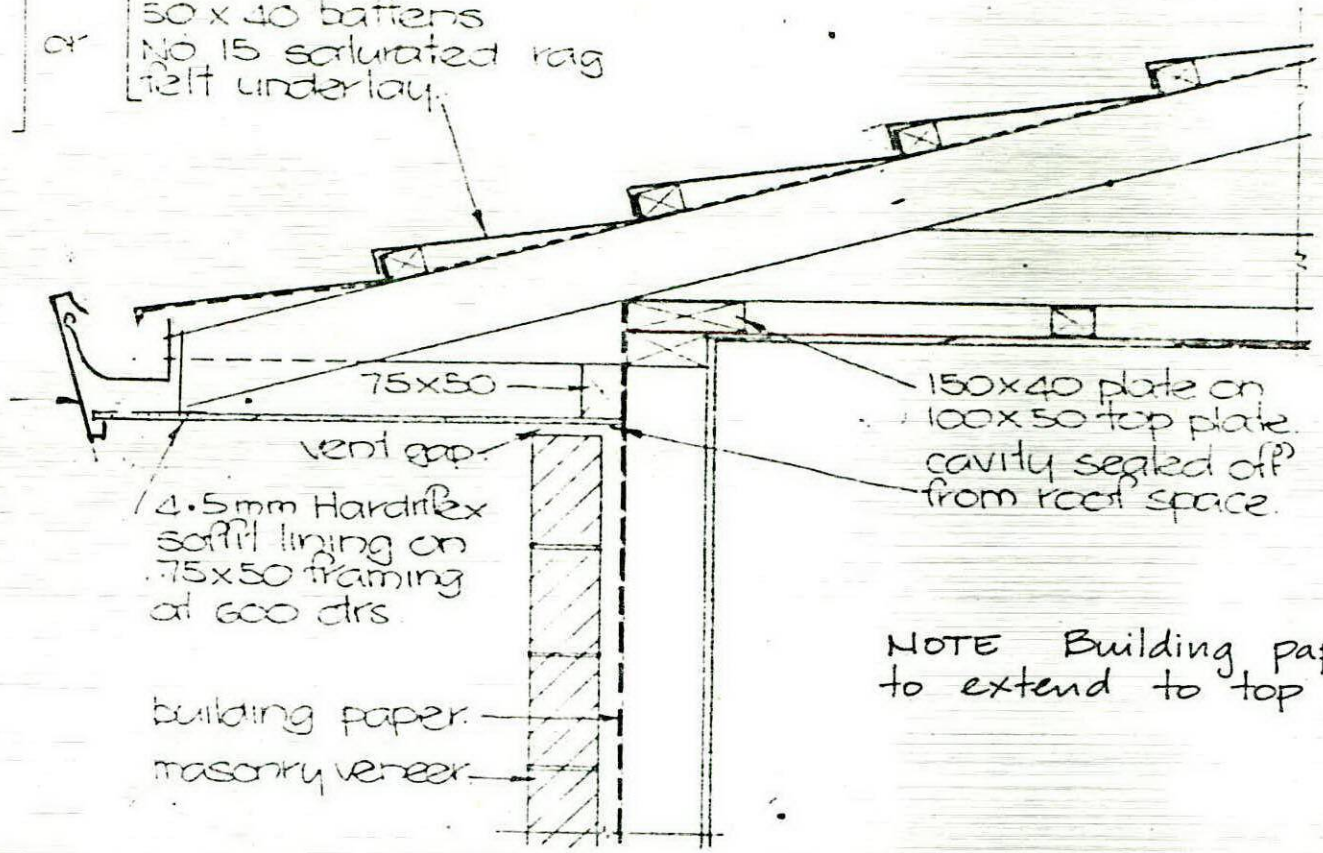 or
50 x 40 battens
No 15 saturated rag
felt underlay.
75x50
vent gap.
4.5mm Hardiflex
soffit lining on
75x50 framing
at 600 ctrs
building paper.
masonry veneer.
150x40 plate on
100x50 top plate.
cavity sealed off
from roof space.
NOTE Building pap
to extend to top